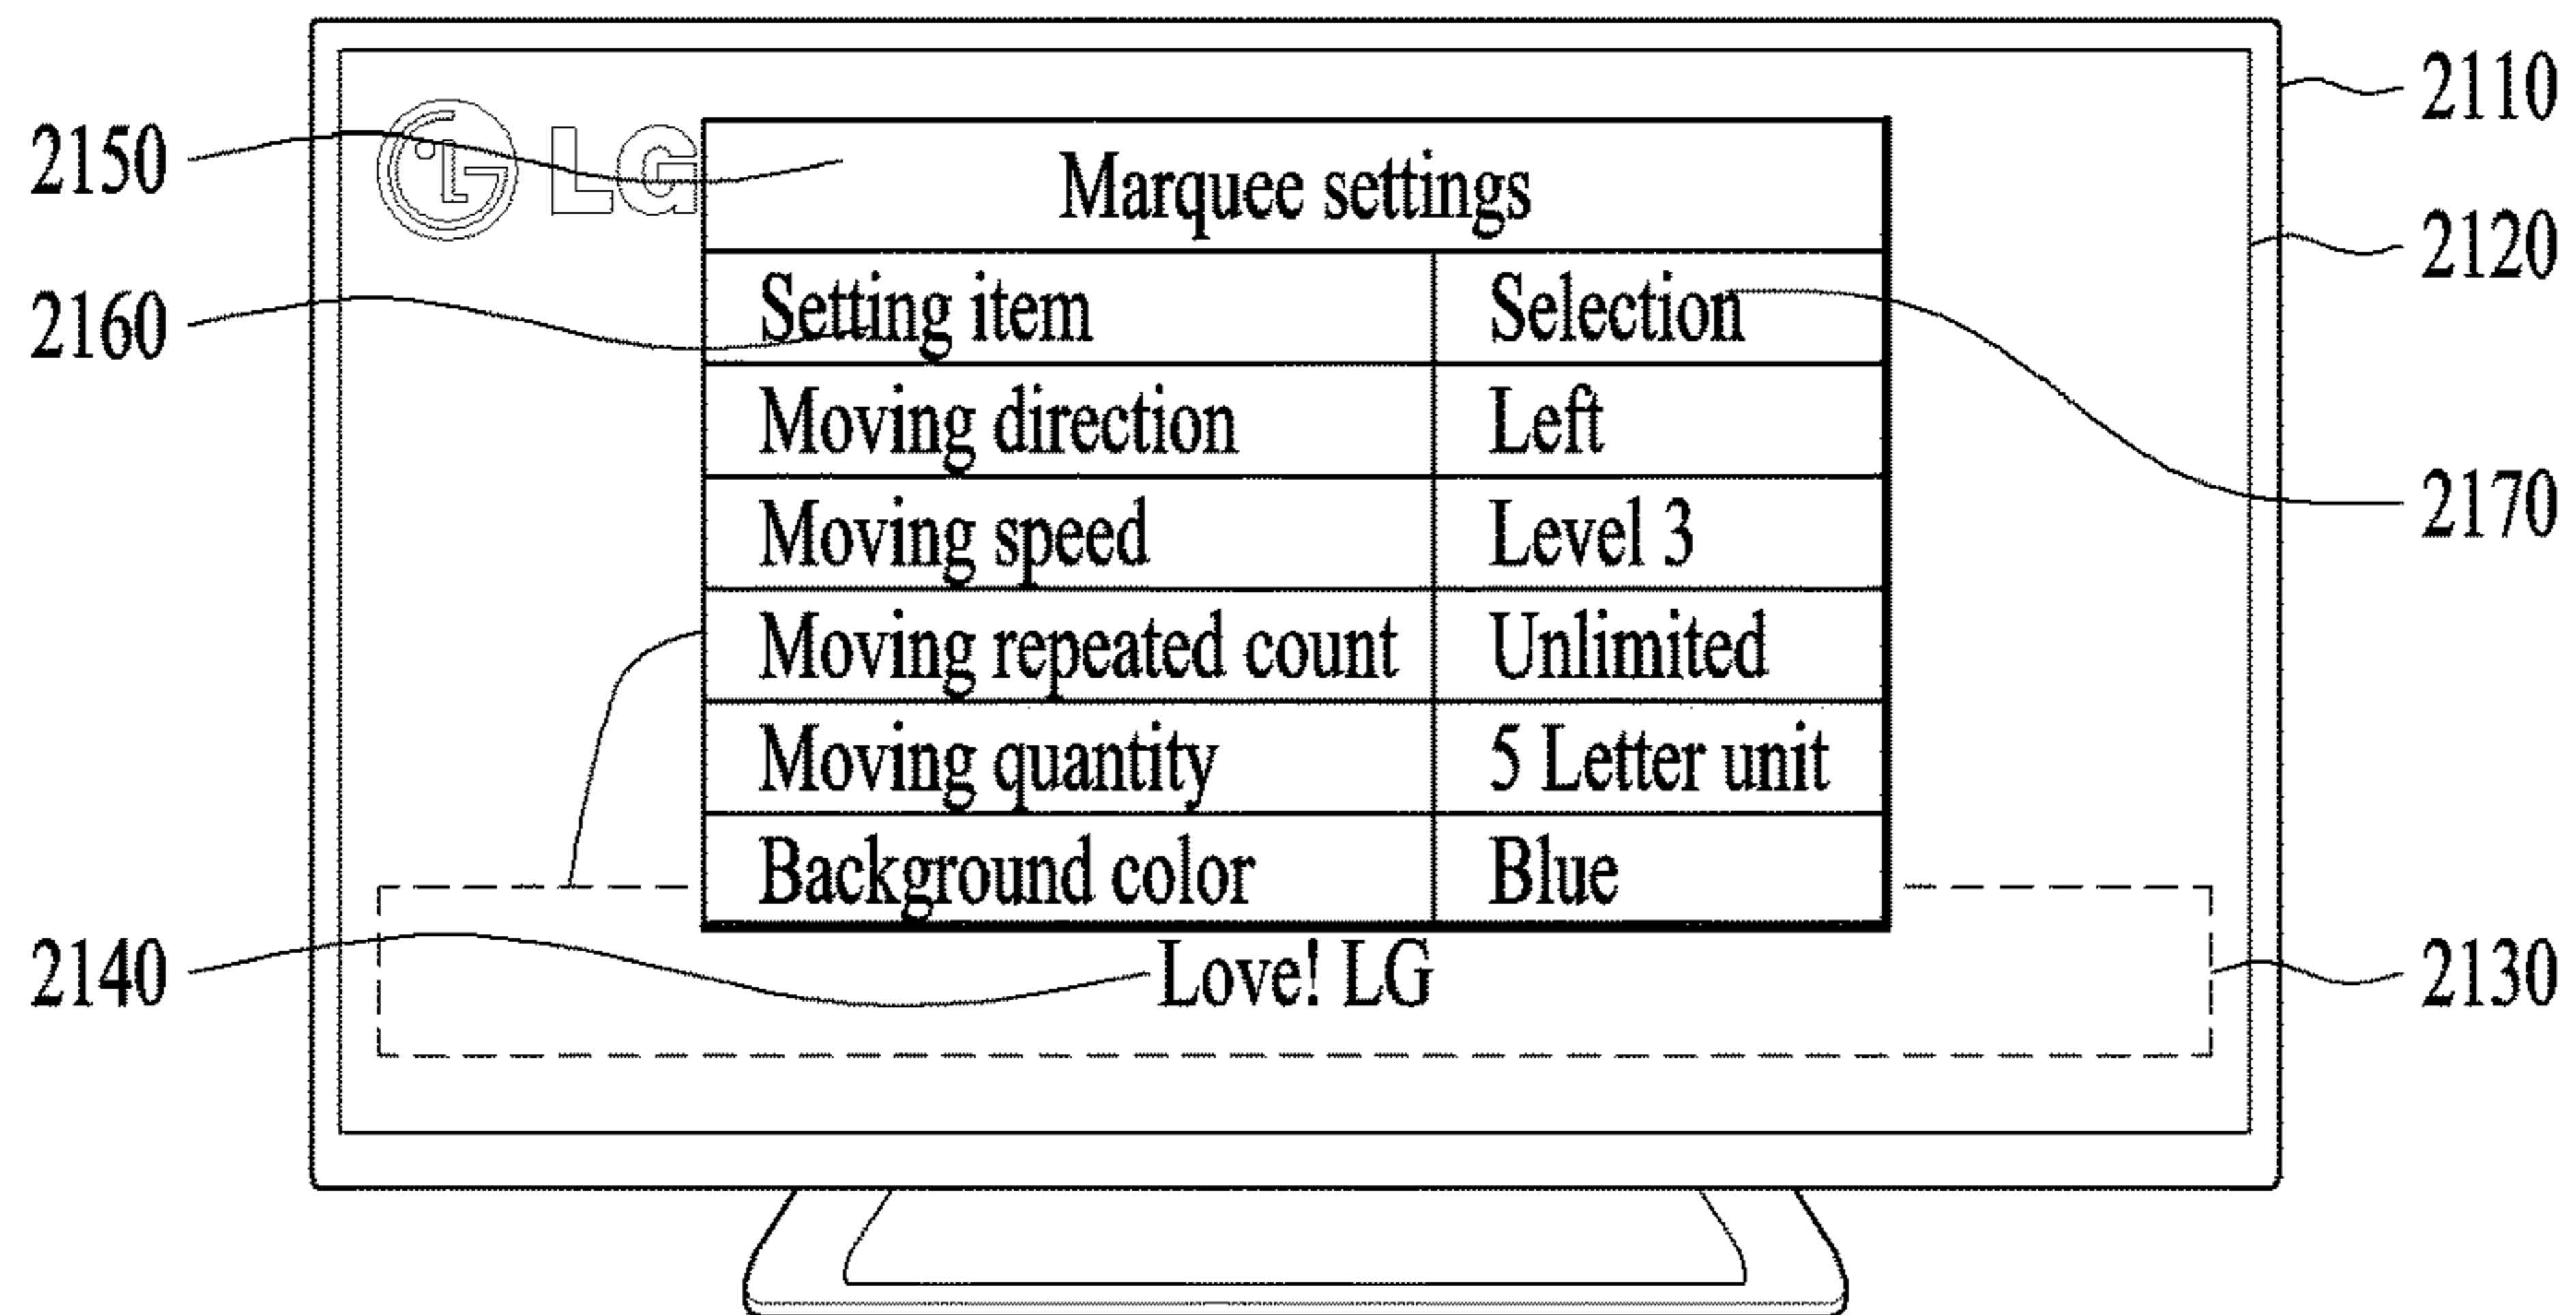 2110
2150
LG
Marquee settings
2120
2160
Setting item Selection
Moving direction Left
Moving speed Level 3
2170
Moving repeated count Unlimited
Moving quantity 5 Letter unit
Background color Blue
2140
Love! LG
2130